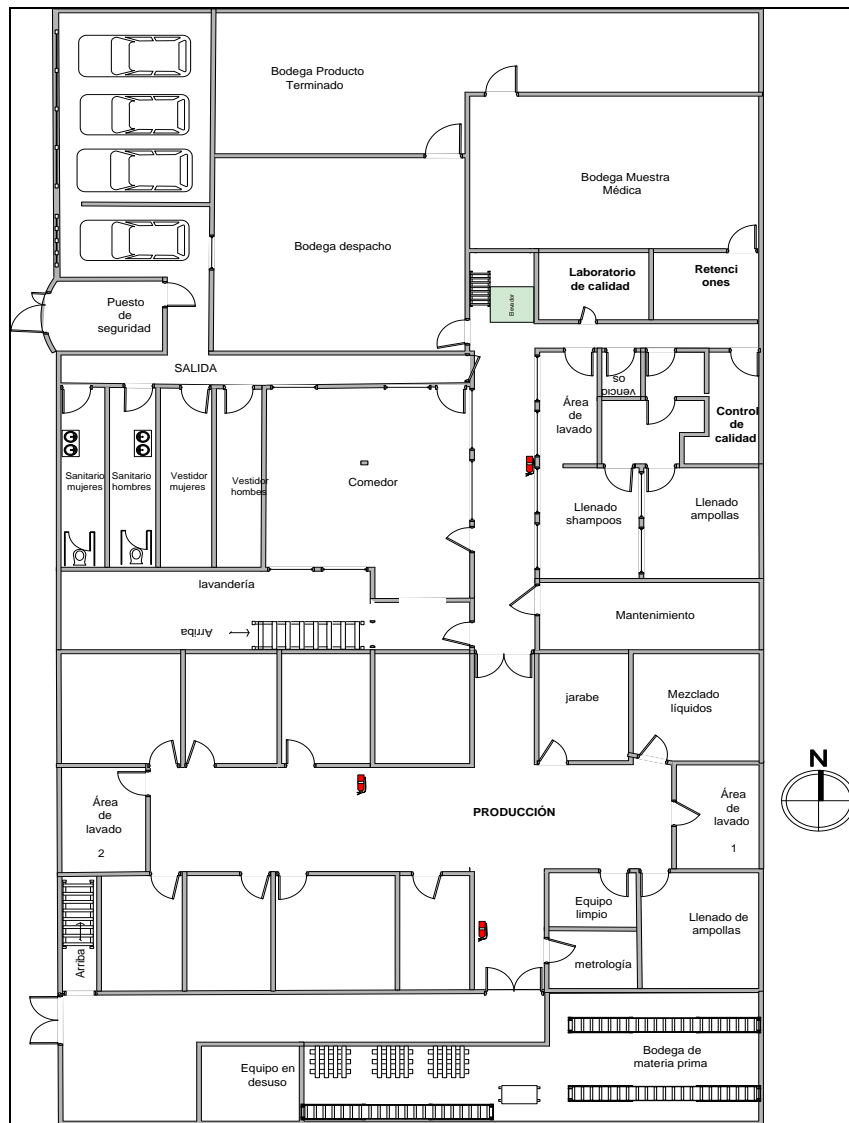 Bodega Producto
Terminado
Bodega Muestra
Médica
Bodega despacho
Laboratorio
de calidad
Retenci
ones
Elevador
Puesto
de
seguridad
SALIDA
Área
de
lavado
vencid
os
Control
de
calidad
Sanitario
mujeres
Sanitario
hombres
Vestidor
mujeres
Vestidor
hombes
Comedor
Llenado
shampoos
Llenado
ampollas
lavandería
Arriba
Mantenimiento
jarabe
Mezclado
líquidos
N
PRODUCCIÓN
Área
de
lavado
2
Área
de
lavado
1
Equipo
limpio
Llenado de
ampollas
metrología
Arriba
Equipo en
desuso
Bodega de
materia prima